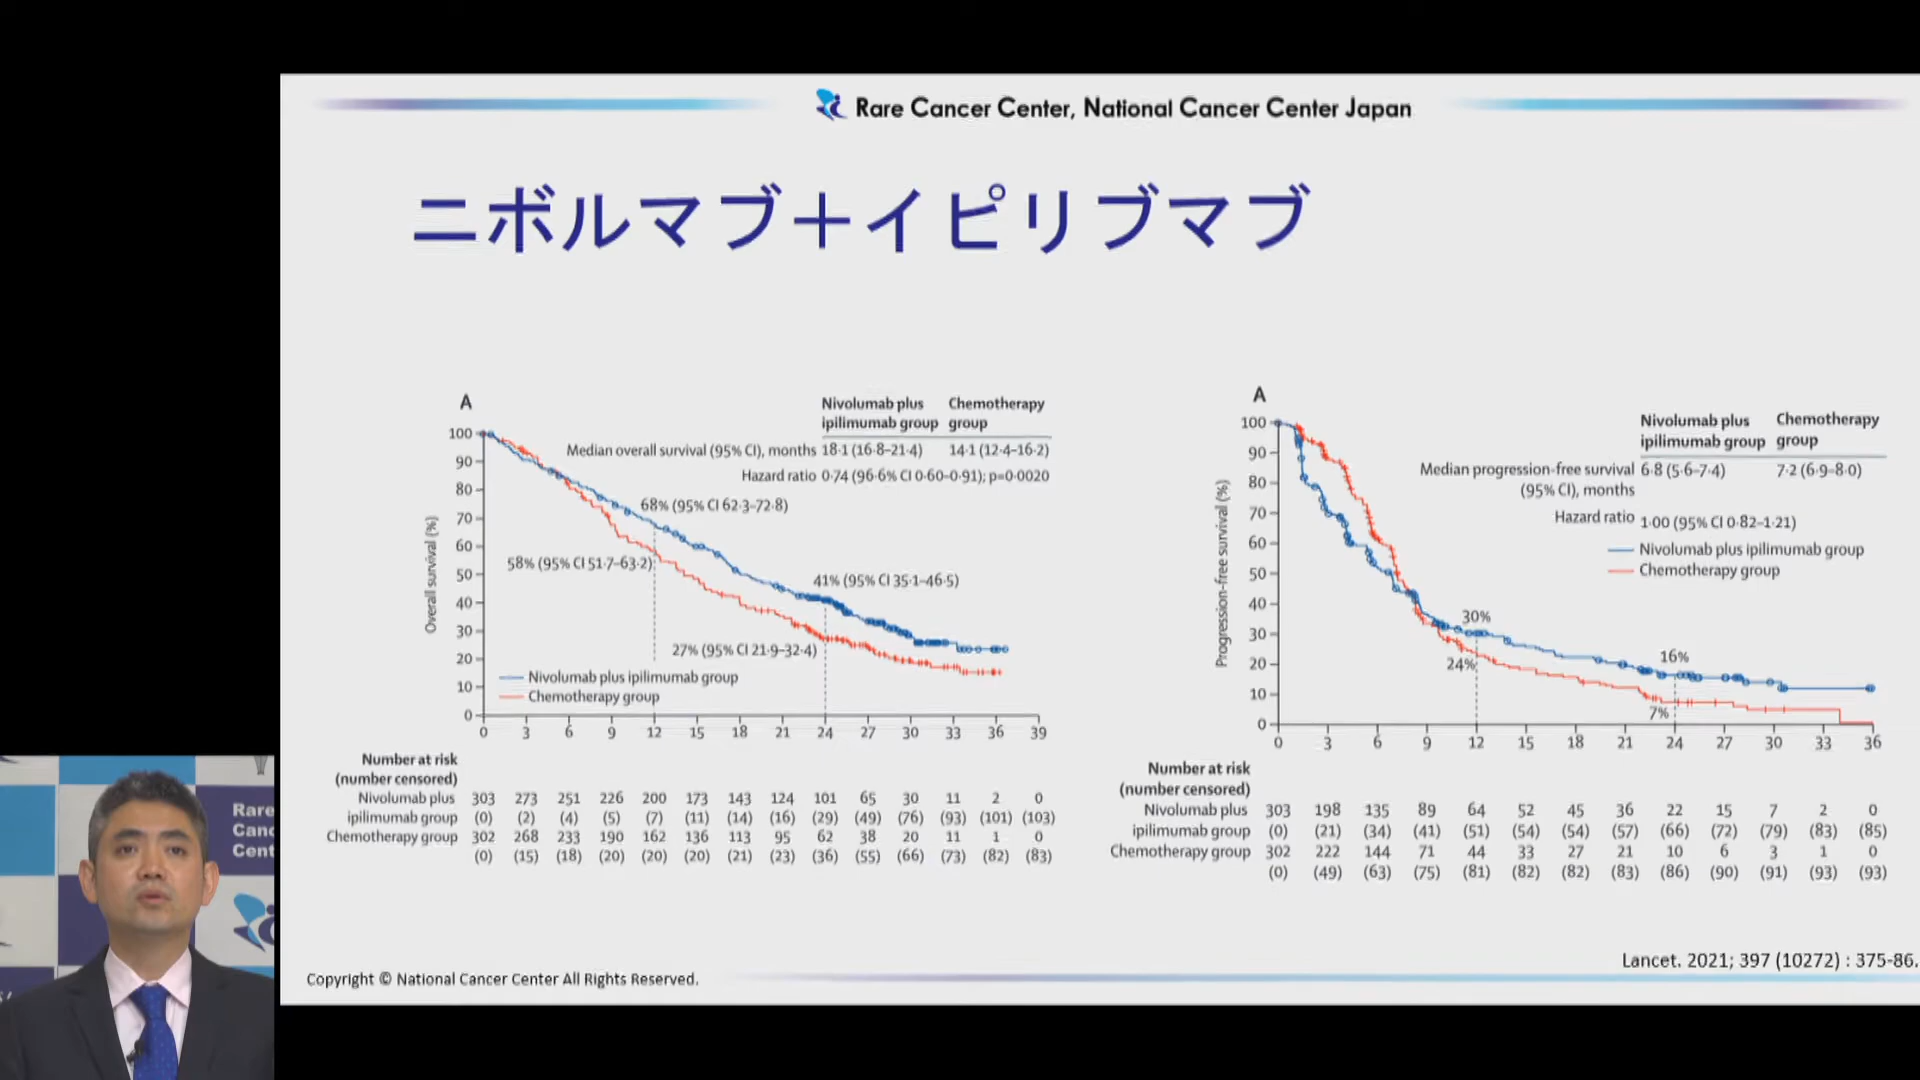 Rare Cancer Center, National Cancer Center Japan
ニボルマブ＋イピリブマブ
A
Nivolumab plus Chemotherapy
ipilimumab group group
Median overall survival (95% CI), months 18·1 (16·8–21·4) 14·1 (12·4–16·2)
Hazard ratio 0·74 (96·6% CI 0·60–0·91); p=0·0020
68% (95% CI 62·3–72·8)
58% (95% CI 51·7–63·2)
41% (95% CI 35·1–46·5)
27% (95% CI 21·9–32·4)
Overall survival (%)
100
90
80
70
60
50
40
30
20
10
0
Nivolumab plus ipilimumab group
Chemotherapy group
0 3 6 9 12 15 18 21 24 27 30 33 36 39
Number at risk
(number censored)
Nivolumab plus 303 273 251 226 200 173 143 124 101 65 30 11 2 0
ipilimumab group (0) (2) (4) (5) (7) (11) (14) (16) (29) (49) (76) (93) (101) (103)
Chemotherapy group 302 268 233 190 162 136 113 95 62 38 20 11 1 0
(0) (15) (18) (20) (20) (20) (21) (23) (36) (55) (66) (73) (82) (83)
A
Nivolumab plus Chemotherapy
ipilimumab group group
Median progression-free survival 6·8 (5·6–7·4) 7·2 (6·9–8·0)
(95% CI), months
Hazard ratio 1·00 (95% CI 0·82–1·21)
Nivolumab plus ipilimumab group
Chemotherapy group
30%
24%
16%
7%
Progression-free survival (%)
100
90
80
70
60
50
40
30
20
10
0
0 3 6 9 12 15 18 21 24 27 30 33 36
Number at risk
(number censored)
Nivolumab plus 303 198 135 89 64 52 45 36 22 15 7 2 0
ipilimumab group (0) (21) (34) (41) (51) (54) (54) (57) (66) (72) (79) (83) (85)
Chemotherapy group 302 222 144 71 44 33 27 21 10 6 3 1 0
(0) (49) (63) (75) (81) (82) (82) (83) (86) (90) (91) (93) (93)
Lancet. 2021; 397 (10272) : 375-86.
Copyright © National Cancer Center All Rights Reserved.
Rare
Canc
Cent